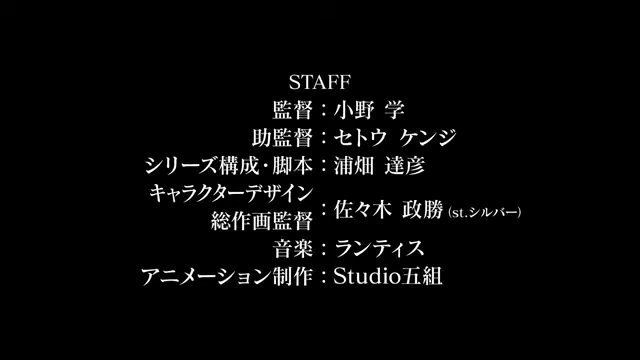 STAFF
監督：小野 学
助監督：セトウ ケンジ
シリーズ構成・脚本：浦畑 達彦
キャラクターデザイン
総作画監督：佐々木 政勝 (st.シルバー)
音楽：ランティス
アニメーション制作：Studio五組